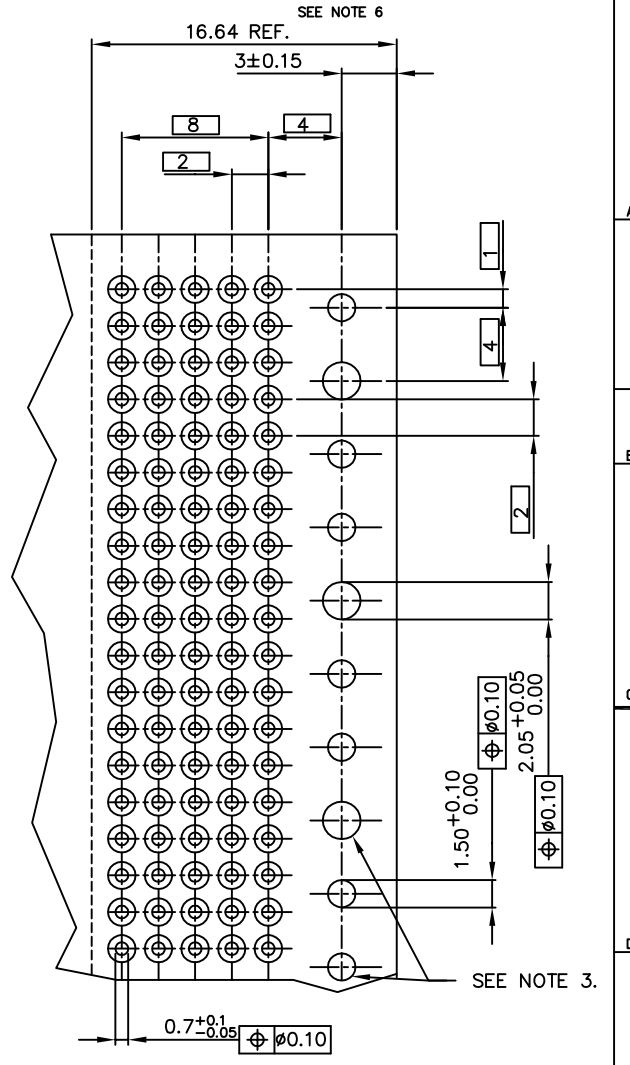 SEE NOTE 6
16.64 REF.
3±0.15
8
4
2
1
4
2
⌖ ø0.10
2.05 +0.05 0.00
1.50 +0.10 0.00
⌖ ø0.10
SEE NOTE 3.
0.7 +0.1 -0.05 ⌖ ø0.10